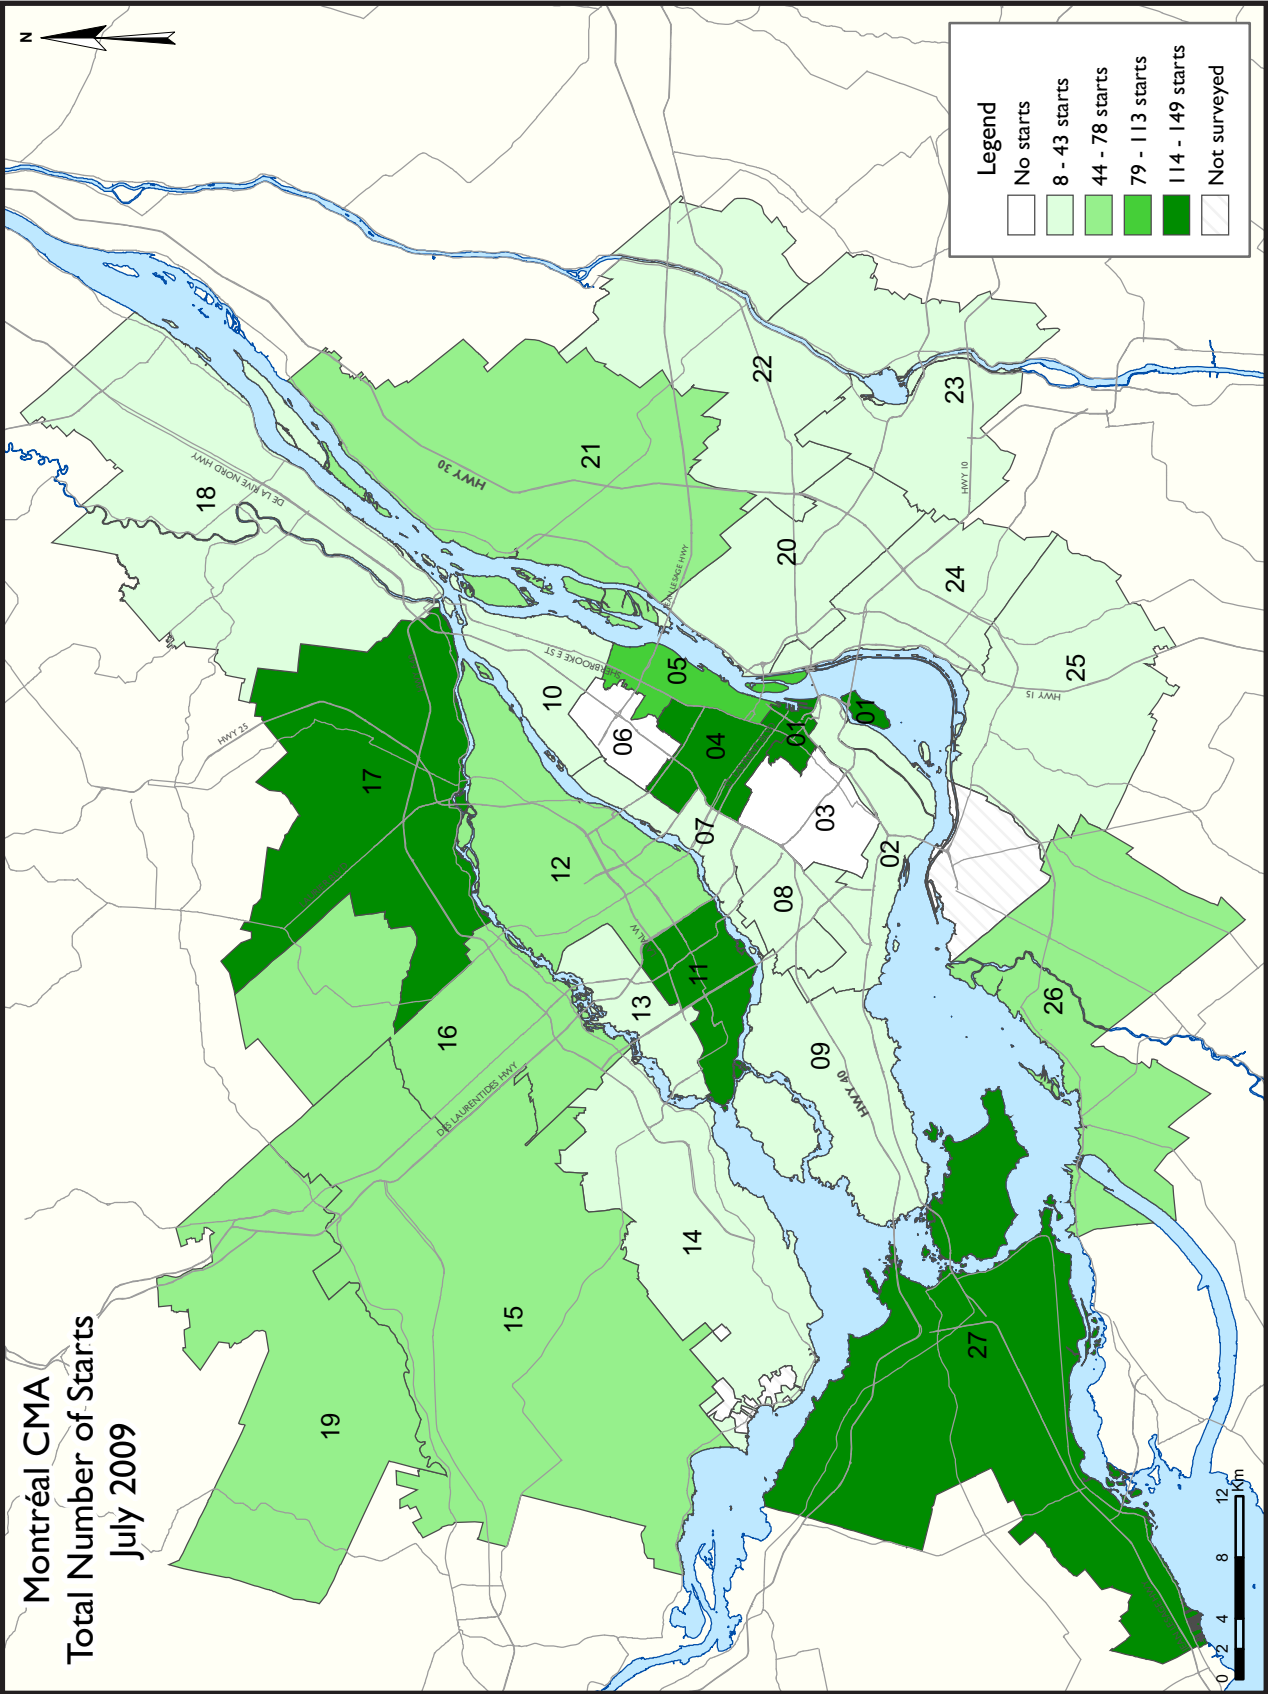 Montréal CMA
Total Number of Starts
July 2009
N
Legend
No starts
8 - 43 starts
44 - 78 starts
79 - 113 starts
114 - 149 starts
Not surveyed
19
15
14
27
16
13
11
09
26
17
12
07
08
03
02
18
10
06
05
04
01
01
21
20
22
23
24
25
HWY 25
DE LA RIVE NORD HWY
HWY 30
SHERBROOKE E ST
LESAGE HWY
HWY 10
HWY 15
HWY 40
DES LAURENTIDES HWY
AL W
0 2 4 8 12
Km